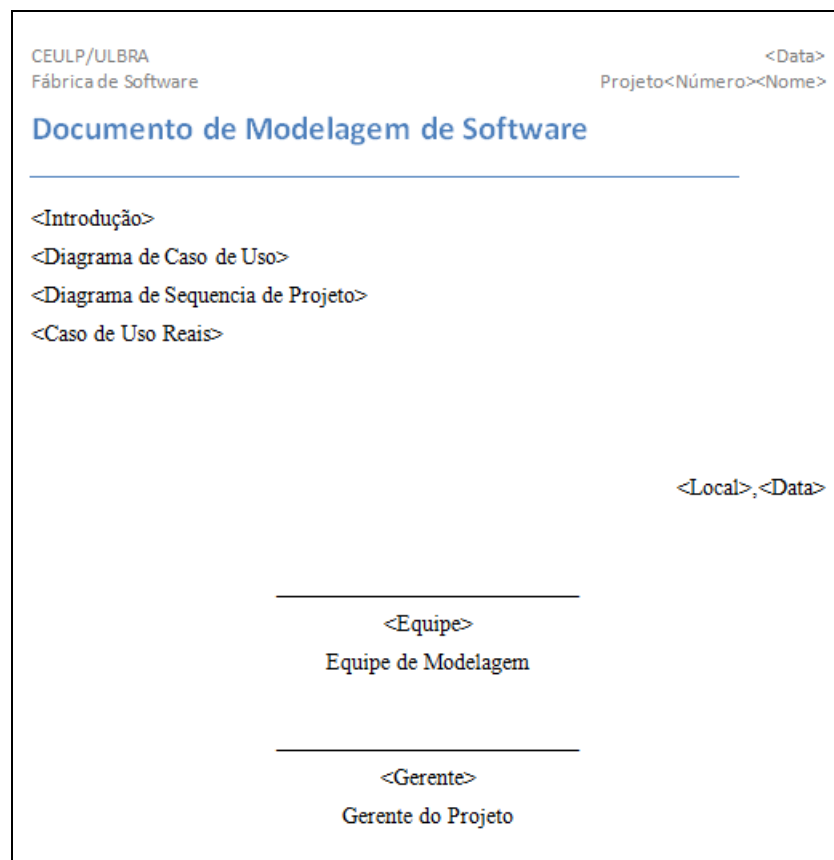 CEULP/ULBRA <Data>
Fábrica de Software Projeto<Número><Nome>
Documento de Modelagem de Software
<Introdução>
<Diagrama de Caso de Uso>
<Diagrama de Sequencia de Projeto>
<Caso de Uso Reais>
<Local>,<Data>
<Equipe>
Equipe de Modelagem
<Gerente>
Gerente do Projeto